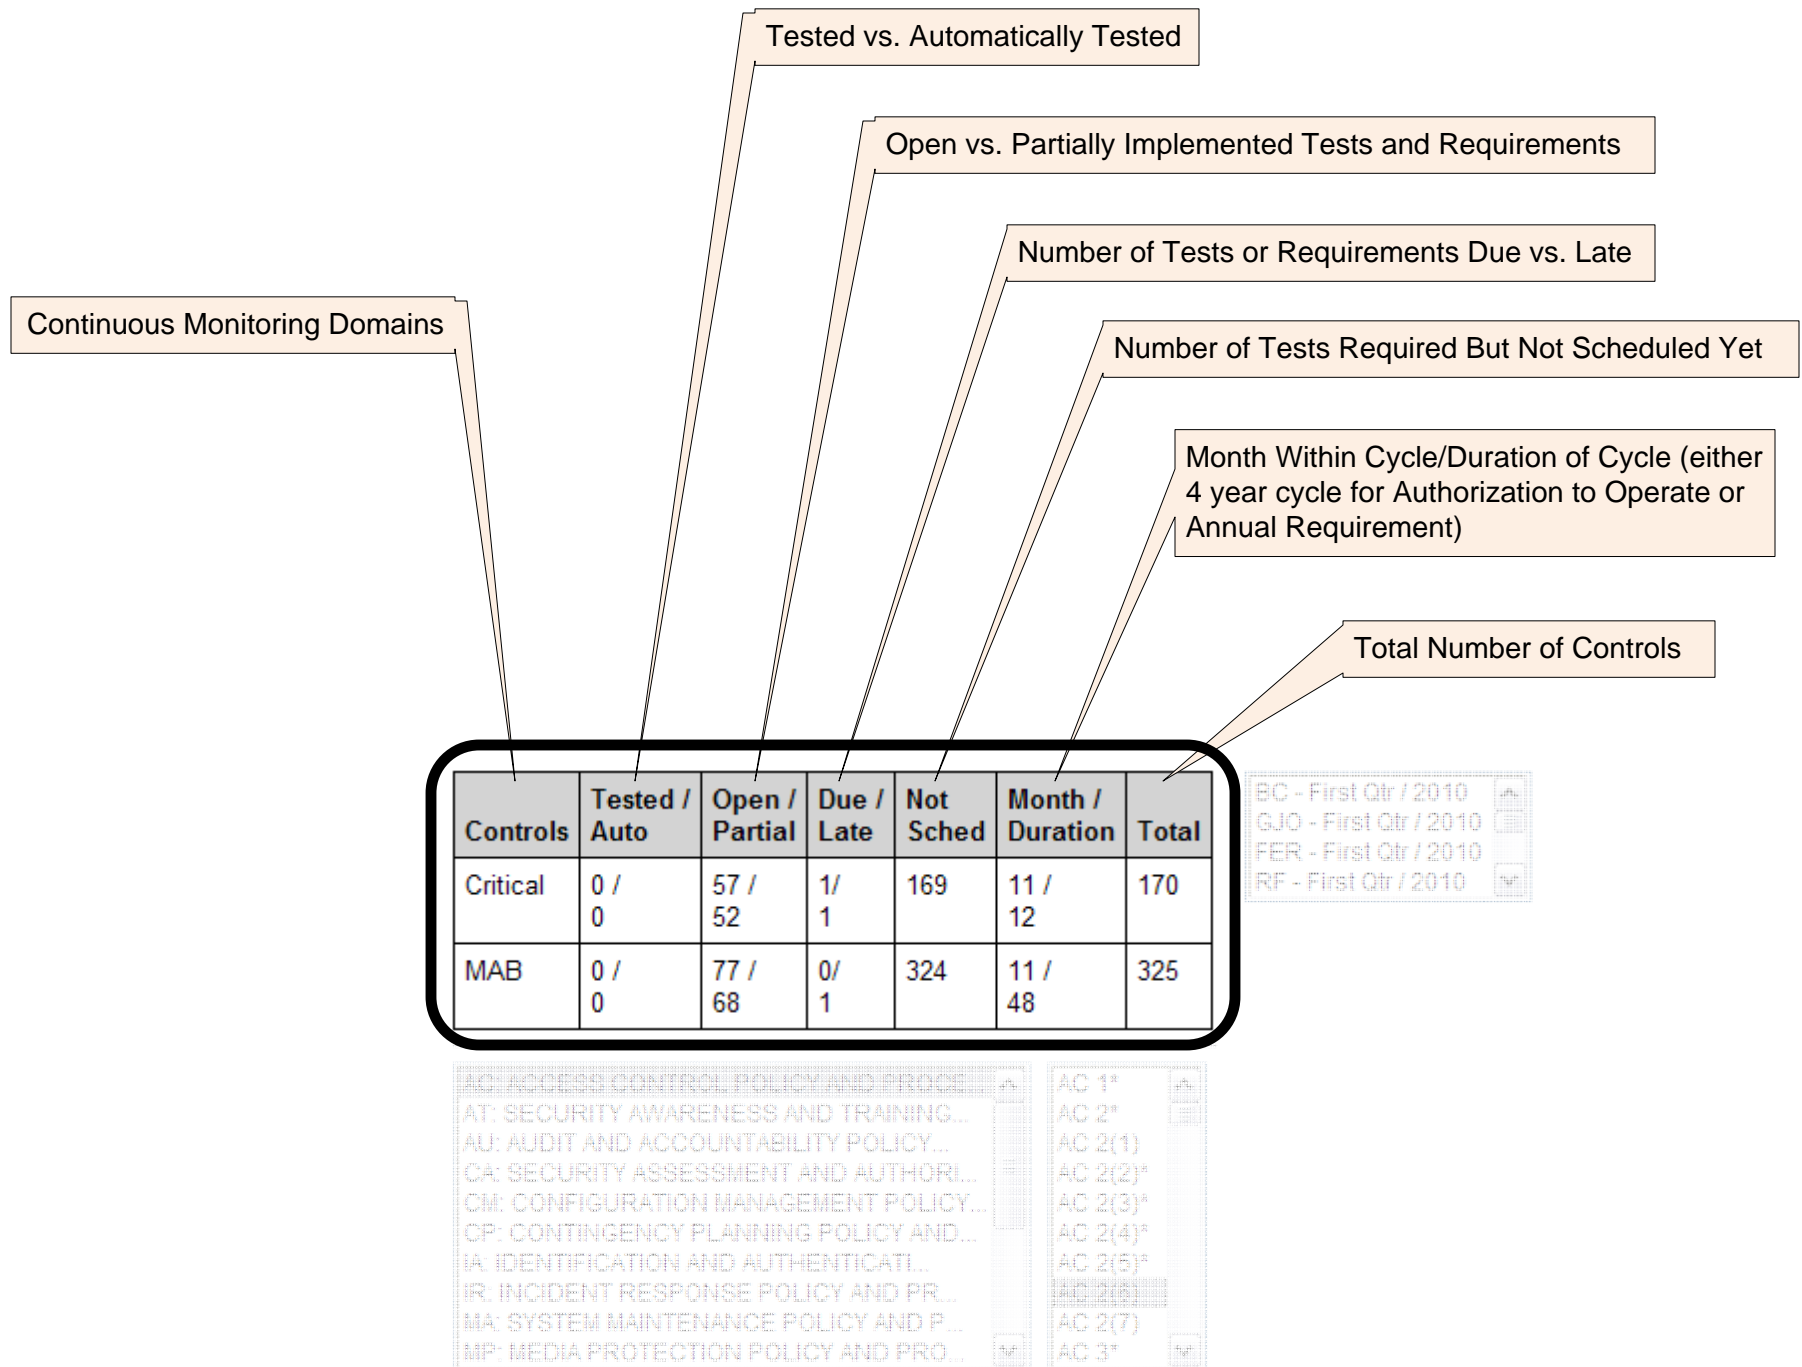 Tested vs. Automatically Tested
Open vs. Partially Implemented Tests and Requirements
Number of Tests or Requirements Due vs. Late
Continuous Monitoring Domains
Number of Tests Required But Not Scheduled Yet
Month Within Cycle/Duration of Cycle (either
4 year cycle for Authorization to Operate or
Annual Requirement)
Total Number of Controls
Controls Tested / Auto Open / Partial Due / Late Not Sched Month / Duration Total
Critical 0 / 0 57 / 52 1/ 1 169 11 / 12 170
MAB 0 / 0 77 / 68 0/ 1 324 11 / 48 325
BC - First Qtr / 2010
GJO - First Qtr / 2010
FER - First Qtr / 2010
RF - First Qtr / 2010
AC: ACCESS CONTROL POLICY AND PROCE...
AT: SECURITY AWARENESS AND TRAINING...
AU: AUDIT AND ACCOUNTABILITY POLICY...
CA: SECURITY ASSESSMENT AND AUTHORI...
CM: CONFIGURATION MANAGEMENT POLICY...
CP: CONTINGENCY PLANNING POLICY AND...
IA: IDENTIFICATION AND AUTHENTICATI...
IR: INCIDENT RESPONSE POLICY AND PR...
MA: SYSTEM MAINTENANCE POLICY AND P...
MP: MEDIA PROTECTION POLICY AND PRO...
AC 1*
AC 2*
AC 2(1)
AC 2(2)*
AC 2(3)*
AC 2(4)*
AC 2(5)*
AC 2(7)
AC 3*